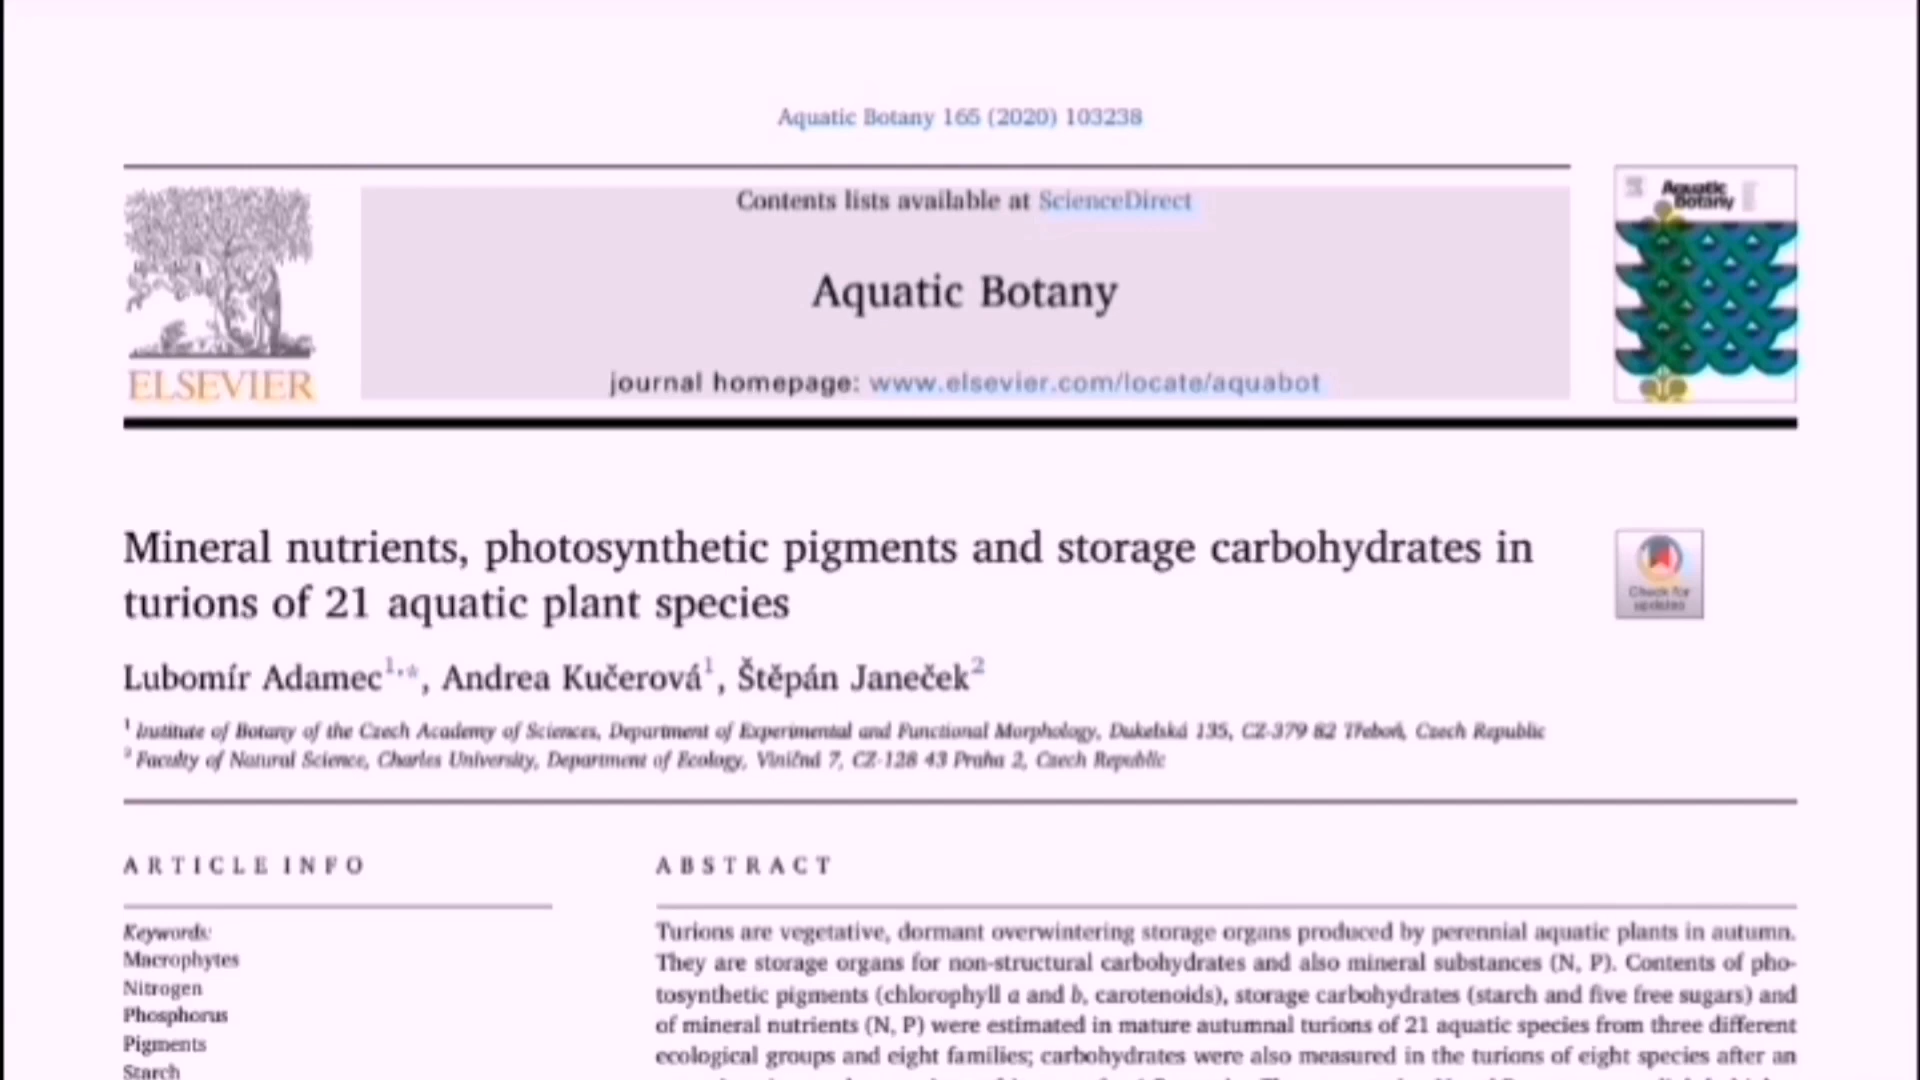 Aquatic Botany 165 (2020) 103238
Contents lists available at ScienceDirect
Aquatic Botany
journal homepage: www.elsevier.com/locate/aquabot
ELSEVIER
Aquatic
Botany
Mineral nutrients, photosynthetic pigments and storage carbohydrates in
turions of 21 aquatic plant species
Check for
updates
Lubomír Adamec1,*, Andrea Kučerová1, Štěpán Janeček2
1 Institute of Botany of the Czech Academy of Sciences, Department of Experimental and Functional Morphology, Dukelská 135, CZ-379 82 Třeboň, Czech Republic
2 Faculty of Natural Science, Charles University, Department of Ecology, Viničná 7, CZ-128 43 Praha 2, Czech Republic
ARTICLE INFO
Keywords:
Macrophytes
Nitrogen
Phosphorus
Pigments
Starch
ABSTRACT
Turions are vegetative, dormant overwintering storage organs produced by perennial aquatic plants in autumn.
They are storage organs for non-structural carbohydrates and also mineral substances (N, P). Contents of pho-
tosynthetic pigments (chlorophyll a and b, carotenoids), storage carbohydrates (starch and five free sugars) and
of mineral nutrients (N, P) were estimated in mature autumnal turions of 21 aquatic species from three different
ecological groups and eight families; carbohydrates were also measured in the turions of eight species after an